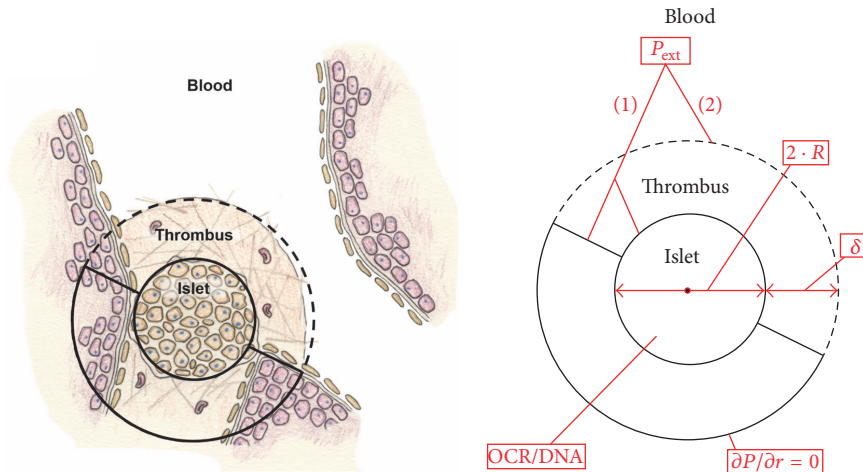 Blood
Thrombus
Islet
Blood
P_ext
(1)
(2)
2 · R
Thrombus
Islet
δ
OCR/DNA
∂P/∂r = 0